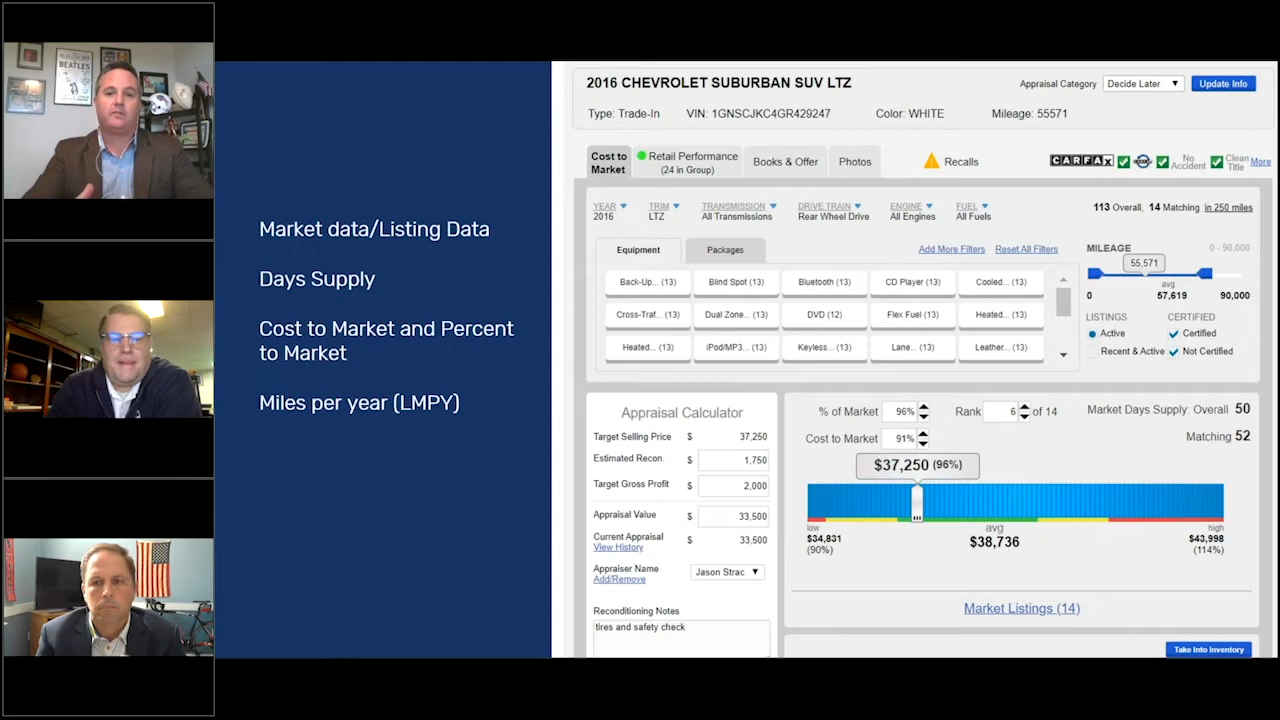 BEATLES
Market data/Listing Data
Days Supply
Cost to Market and Percent
to Market
Miles per year (LMPY)
2016 CHEVROLET SUBURBAN SUV LTZ
Appraisal Category Decide Later Update Info
Type: Trade-In VIN: 1GNSCJKC4GR429247 Color: WHITE Mileage: 55571
Cost to
Market
Retail Performance
(24 in Group)
Books & Offer
Photos
Recalls
CARFAX
No
Accident
Clean
Title
More
YEAR TRIM TRANSMISSION DRIVE TRAIN ENGINE FUEL
2016 LTZ All Transmissions Rear Wheel Drive All Engines All Fuels
113 Overall, 14 Matching in 250 miles
Equipment Packages Add More Filters Reset All Filters
Back-Up... (13) Blind Spot (13) Bluetooth (13) CD Player (13) Cooled... (13)
Cross-Traf... (13) Dual Zone... (13) DVD (12) Flex Fuel (13) Heated... (13)
Heated... (13) iPod/MP3... (13) Keyless... (13) Lane... (13) Leather... (13)
MILEAGE 0 - 90,000
55,571
avg
0 57,619 90,000
LISTINGS CERTIFIED
Active Certified
Recent & Active Not Certified
Appraisal Calculator
Target Selling Price $ 37,250
Estimated Recon. $ 1,750
Target Gross Profit $ 2,000
Appraisal Value $ 33,500
Current Appraisal $ 33,500
View History
Appraiser Name Jason Strac
Add/Remove
Reconditioning Notes
tires and safety check
% of Market 96% Rank 6 of 14 Market Days Supply: Overall 50
Cost to Market 91% Matching 52
$37,250 (96%)
low avg high
$34,831 $38,736 $43,998
(90%) (114%)
Market Listings (14)
Take Into Inventory